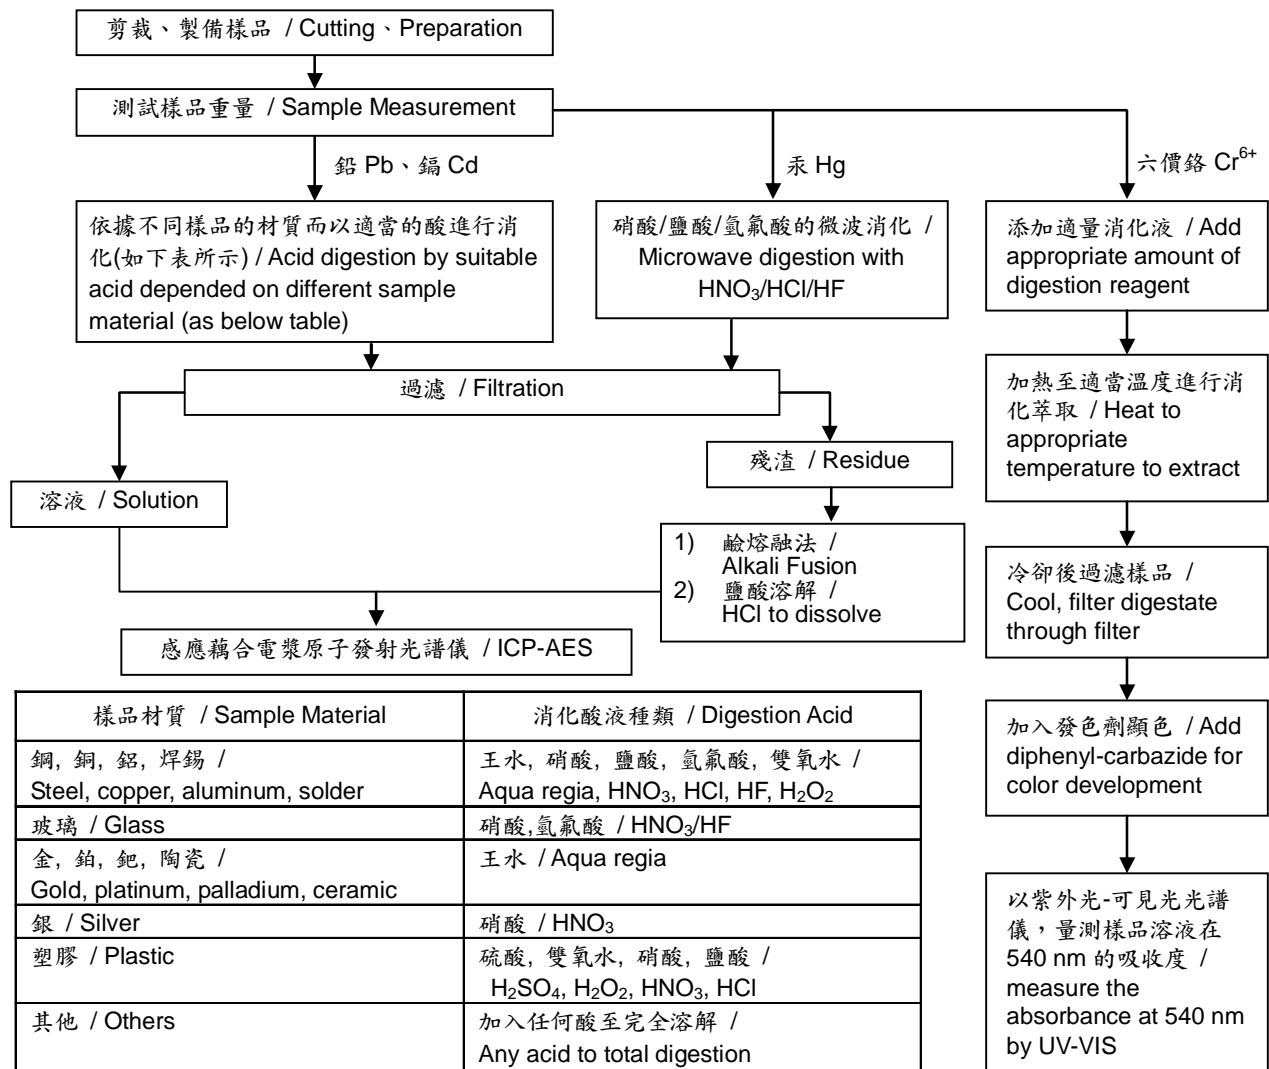 剪裁、製備樣品 / Cutting、Preparation
測試樣品重量 / Sample Measurement
鉛 Pb、鎘 Cd
汞 Hg
六價鉻 Cr⁶⁺
依據不同樣品的材質而以適當的酸進行消
化(如下表所示) / Acid digestion by suitable
acid depended on different sample
material (as below table)
硝酸/鹽酸/氫氟酸的微波消化 /
Microwave digestion with
HNO₃/HCl/HF
添加適量消化液 / Add
appropriate amount of
digestion reagent
過濾 / Filtration
加熱至適當溫度進行消
化萃取 / Heat to
appropriate
temperature to extract
溶液 / Solution
殘渣 / Residue
1) 鹼熔融法 /
Alkali Fusion
2) 鹽酸溶解 /
HCl to dissolve
冷卻後過濾樣品 /
Cool, filter digestate
through filter
感應藕合電漿原子發射光譜儀 / ICP-AES
加入發色劑顯色 / Add
diphenyl-carbazide for
color development
以紫外光-可見光光譜
儀，量測樣品溶液在
540 nm 的吸收度 /
measure the
absorbance at 540 nm
by UV-VIS
樣品材質 / Sample Material
消化酸液種類 / Digestion Acid
鋼, 銅, 鋁, 焊錫 /
Steel, copper, aluminum, solder
王水, 硝酸, 鹽酸, 氫氟酸, 雙氧水 /
Aqua regia, HNO₃, HCl, HF, H₂O₂
玻璃 / Glass
硝酸,氫氟酸 / HNO₃/HF
金, 鉑, 鈀, 陶瓷 /
Gold, platinum, palladium, ceramic
王水 / Aqua regia
銀 / Silver
硝酸 / HNO₃
塑膠 / Plastic
硫酸, 雙氧水, 硝酸, 鹽酸 /
H₂SO₄, H₂O₂, HNO₃, HCl
其他 / Others
加入任何酸至完全溶解 /
Any acid to total digestion